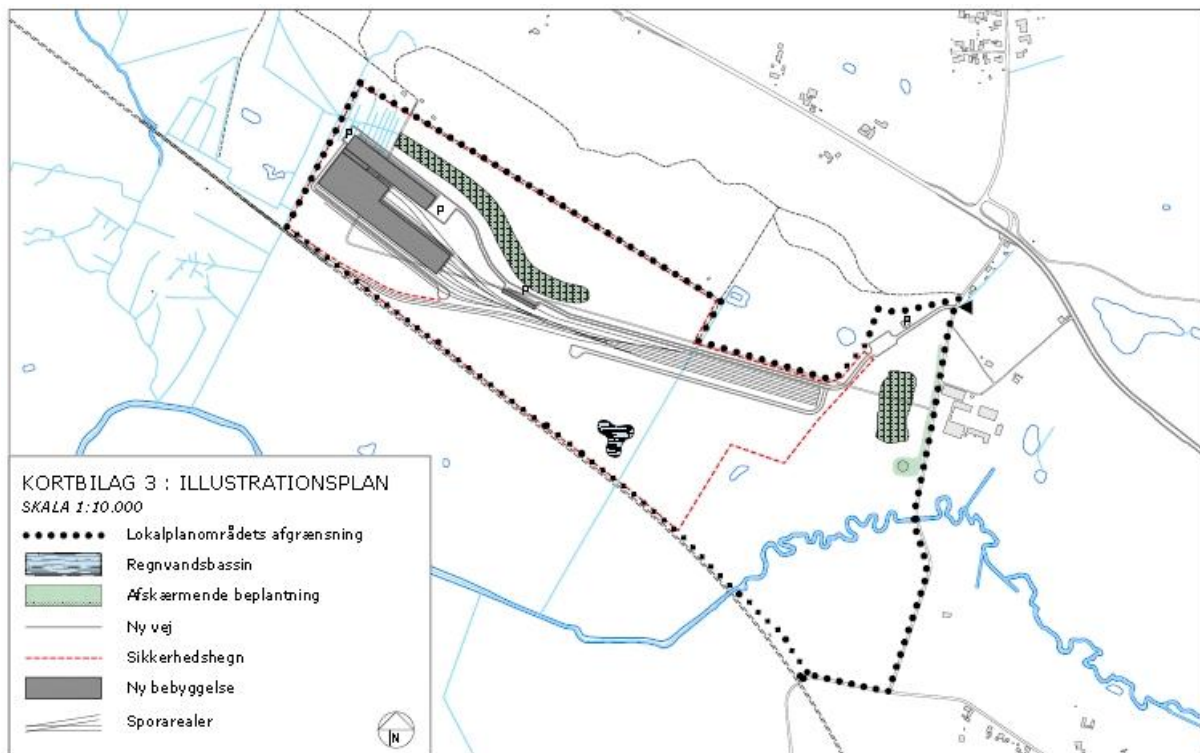 P
P
P
P
KORTBILAG 3 : ILLUSTRATIONSPLAN
SKALA 1:10.000
Lokalplanområdets afgrænsning
Regnvandsbassin
Afskærmende beplantning
Ny vej
Sikkerhedshegn
Ny bebyggelse
Sporarealer
N